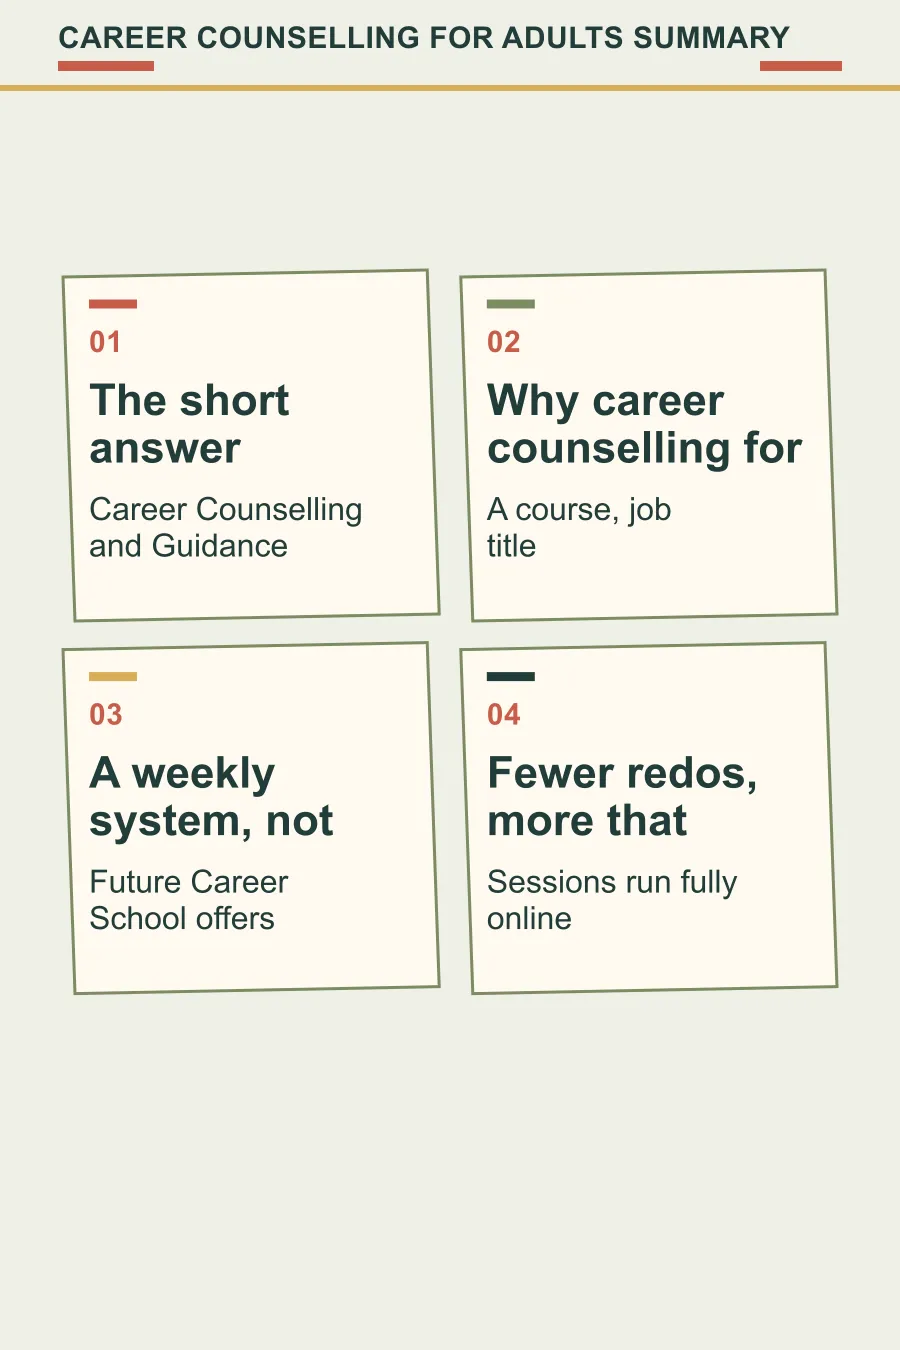 CAREER COUNSELLING FOR ADULTS SUMMARY
01
The short
answer
Career Counselling
and Guidance
02
Why career
counselling for
A course, job
title
03
A weekly
system, not
Future Career
School offers
04
Fewer redos,
more that
Sessions run fully
online